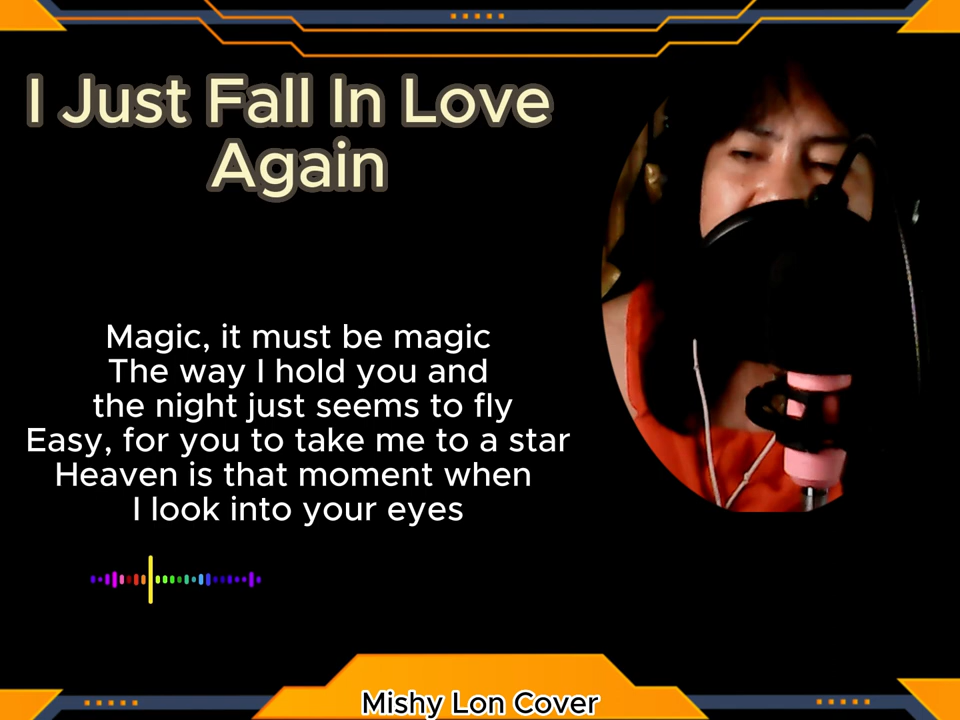 I Just Fall In Love
Again
Magic, it must be magic
The way I hold you and
the night just seems to fly
Easy, for you to take me to a star
Heaven is that moment when
I look into your eyes
Mishy Lon Cover